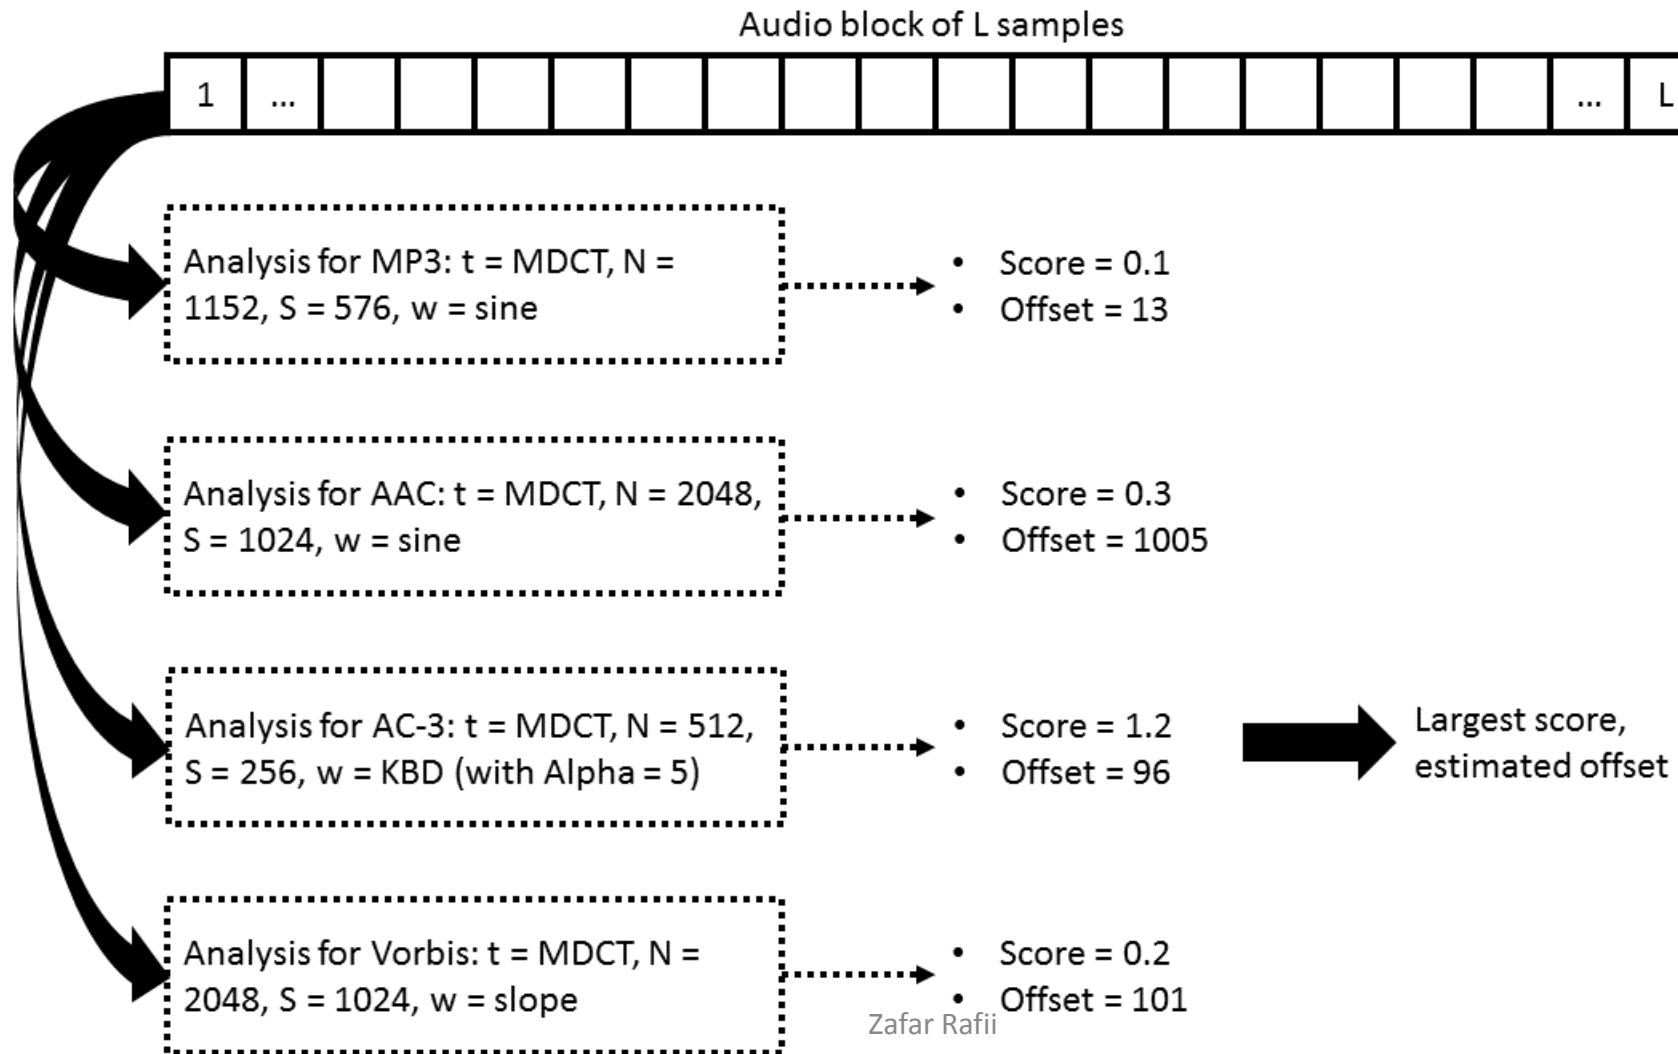 Audio block of L samples
1 ... ... L
Analysis for MP3: t = MDCT, N =
1152, S = 576, w = sine
• Score = 0.1
• Offset = 13
Analysis for AAC: t = MDCT, N = 2048,
S = 1024, w = sine
• Score = 0.3
• Offset = 1005
Analysis for AC-3: t = MDCT, N = 512,
S = 256, w = KBD (with Alpha = 5)
• Score = 1.2
• Offset = 96
Largest score,
estimated offset
Analysis for Vorbis: t = MDCT, N =
2048, S = 1024, w = slope
• Score = 0.2
• Offset = 101
Zafar Rafii